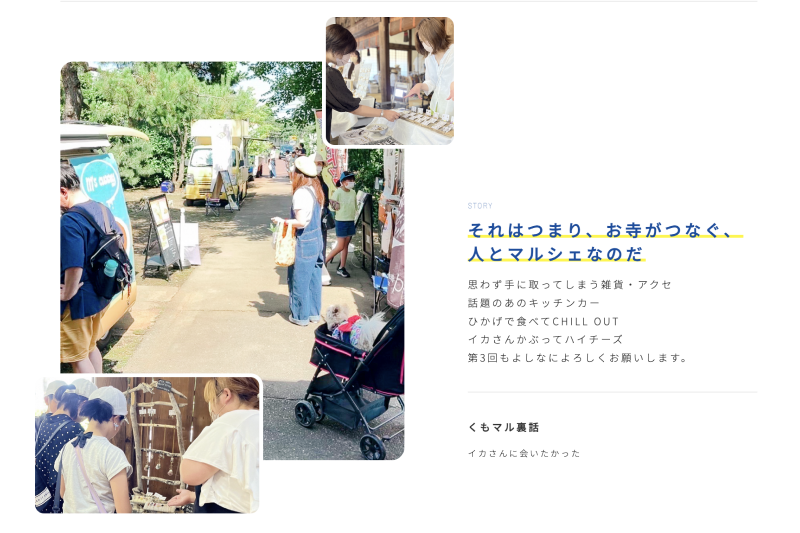 STORY
それはつまり、お寺がつなぐ、
人とマルシェなのだ
思わず手に取ってしまう雑貨・アクセ
話題のあのキッチンカー
ひかげで食べてCHILL OUT
イカさんかぶってハイチーズ
第3回もよしなによろしくお願いします。
くもマル裏話
イカさんに会いたかった